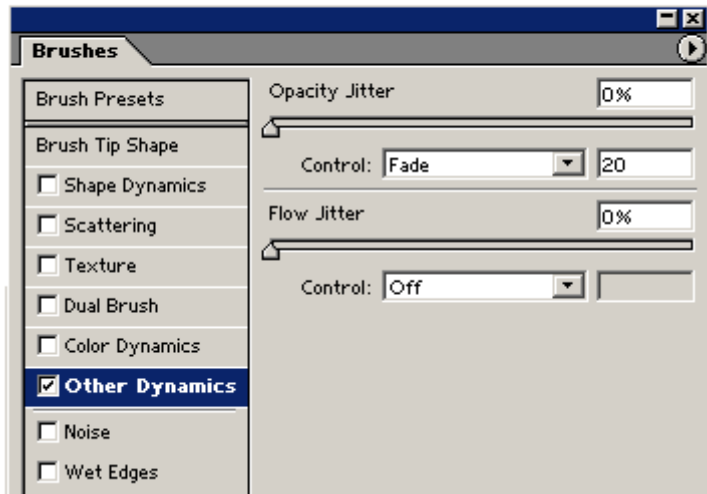 Brushes
Brush Presets
Brush Tip Shape
Shape Dynamics
Scattering
Texture
Dual Brush
Color Dynamics
Other Dynamics
Noise
Wet Edges
Opacity Jitter 0%
Control: Fade 20
Flow Jitter 0%
Control: Off